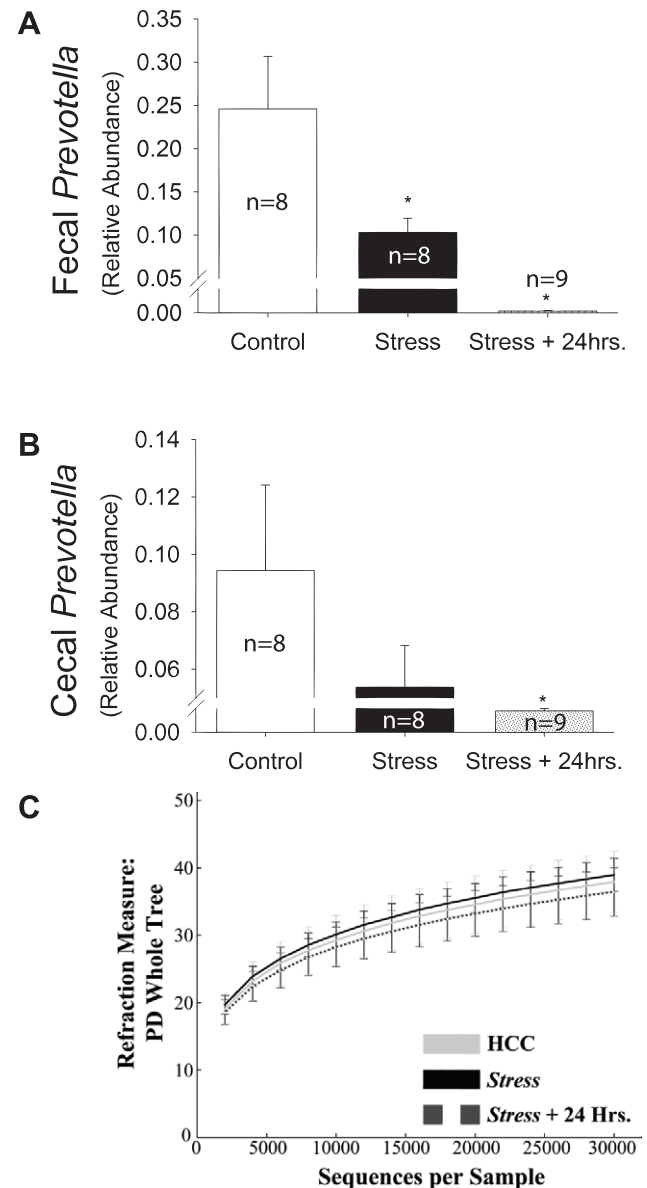 A
Fecal Prevotella
(Relative Abundance)
0.35
0.30
0.25
0.20
0.15
0.10
0.05
0.00
n=8
*
n=8
n=9
*
Control
Stress
Stress + 24hrs.
B
Cecal Prevotella
(Relative Abundance)
0.14
0.12
0.10
0.08
0.06
0.00
n=8
n=8
*
n=9
Control
Stress
Stress + 24hrs.
C
Refraction Measure:
PD Whole Tree
50
40
30
20
10
0
HCC
Stress
Stress + 24 Hrs.
0 5000 10000 15000 20000 25000 30000
Sequences per Sample